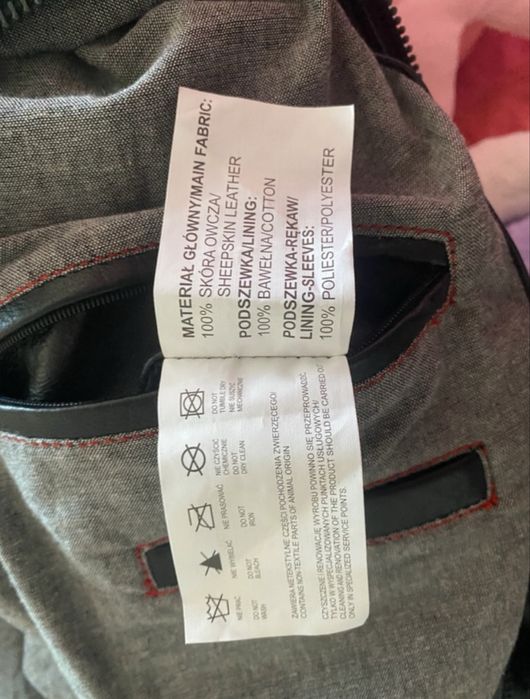 MATERIAŁ GŁÓWNY/MAIN FABRIC:
100% SKÓRA OWCZA/
SHEEPSKIN LEATHER
PODSZEWKA/LINING:
100% BAWEŁNA/COTTON
PODSZEWKA-RĘKAW/
LINING-SLEEVES:
100% POLIESTER/POLYESTER
NIE PRAĆ
DO NOT
WASH
NIE WYBIELAĆ
DO NOT
BLEACH
NIE PRASOWAĆ
DO NOT
IRON
NIE CZYŚCIĆ
CHEMICZNIE
DO NOT
DRY CLEAN
DO NOT
TUMBLE DRY
NIE SUSZYĆ
MECHANICZNIE
ZAWIERA NIETEKSTYLNE CZĘŚCI POCHODZENIA ZWIERZĘCEGO/
CONTAINS NON-TEXTILE PARTS OF ANIMAL ORIGIN
CZYSZCZENIE I RENOWACJĘ WYROBU POWINNO SIĘ PRZEPROWADZIĆ
TYLKO W WYSPECJALIZOWANYCH PUNKTACH USŁUGOWYCH/
CLEANING AND RENOVATION OF THE PRODUCT SHOULD BE CARRIED OUT
ONLY IN SPECIALIZED SERVICE POINTS